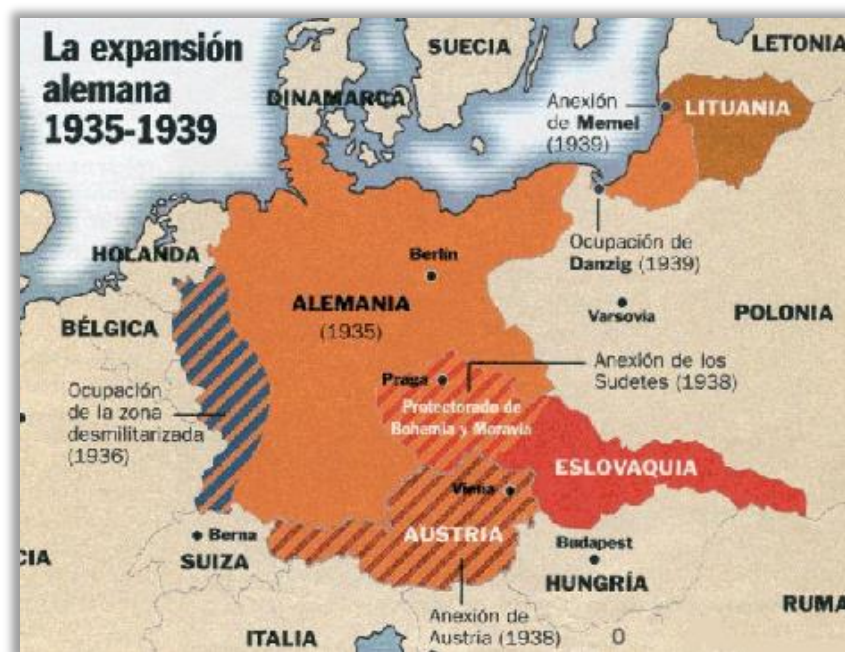 La expansión
alemana
1935-1939
SUECIA
LETONIA
DINAMARCA
Anexión
de Memel
(1939)
LITUANIA
HOLANDA
Berlín
Ocupación de
Danzig (1939)
ALEMANIA
(1935)
BÉLGICA
Varsovia
POLONIA
Praga
Anexión de los
Sudetes (1938)
Ocupación
de la zona
desmilitarizada
(1936)
Protectorado de
Bohemia y Moravia
ESLOVAQUIA
Viena
AUSTRIA
Berna
SUIZA
Budapest
HUNGRÍA
CIA
RUMA
Anexión de
Austria (1938)
ITALIA
0